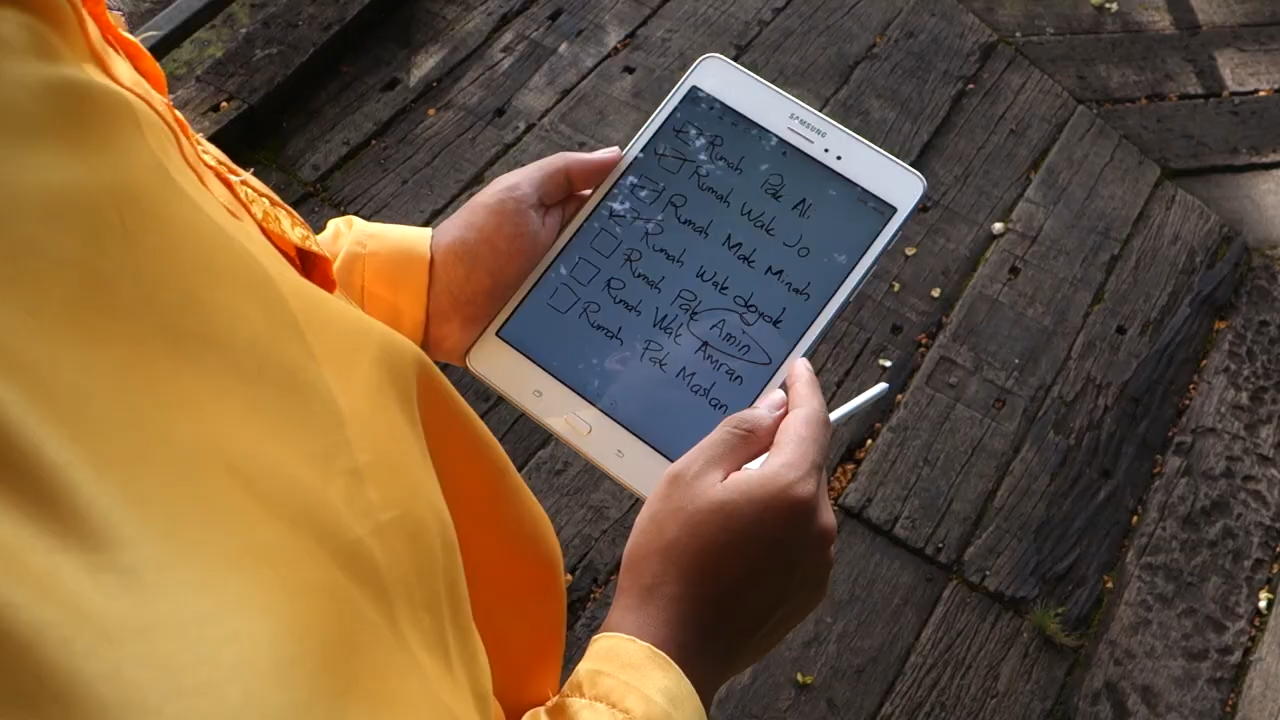 SAMSUNG
Rumah Pak Ali
Rumah Wak Jo
Rumah Mak Minah
Rumah Wak doyok
Rumah Pak Amin
Rumah Wak Amran
Rumah Pak Maslan